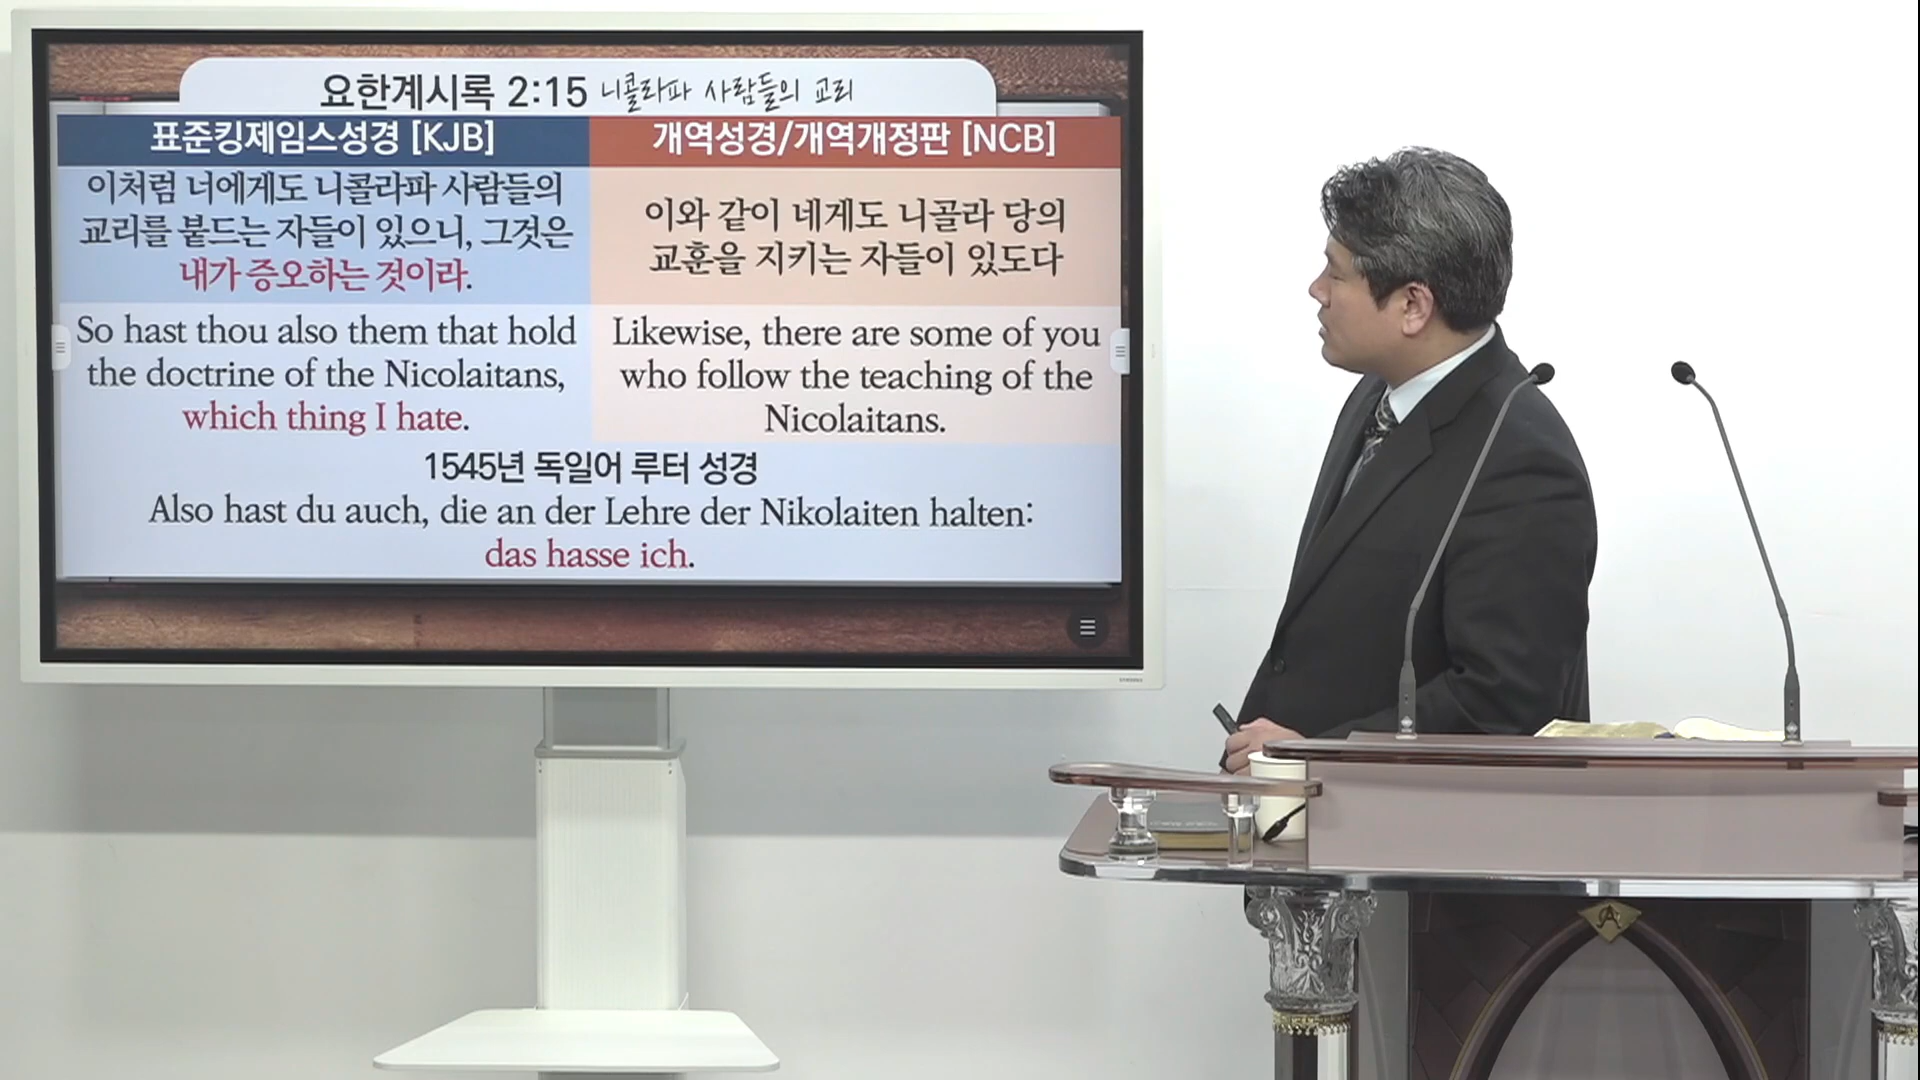 요한계시록 2:15 니콜라파 사람들의 교리
표준킹제임스성경 [KJB]
이처럼 너에게도 니콜라파 사람들의
교리를 붙드는 자들이 있으니, 그것은
내가 증오하는 것이라.
So hast thou also them that hold
the doctrine of the Nicolaitans,
which thing I hate.
개역성경/개역개정판 [NCB]
이와 같이 네게도 니골라 당의
교훈을 지키는 자들이 있도다
Likewise, there are some of you
who follow the teaching of the
Nicolaitans.
1545년 독일어 루터 성경
Also hast du auch, die an der Lehre der Nikolaiten halten:
das hasse ich.